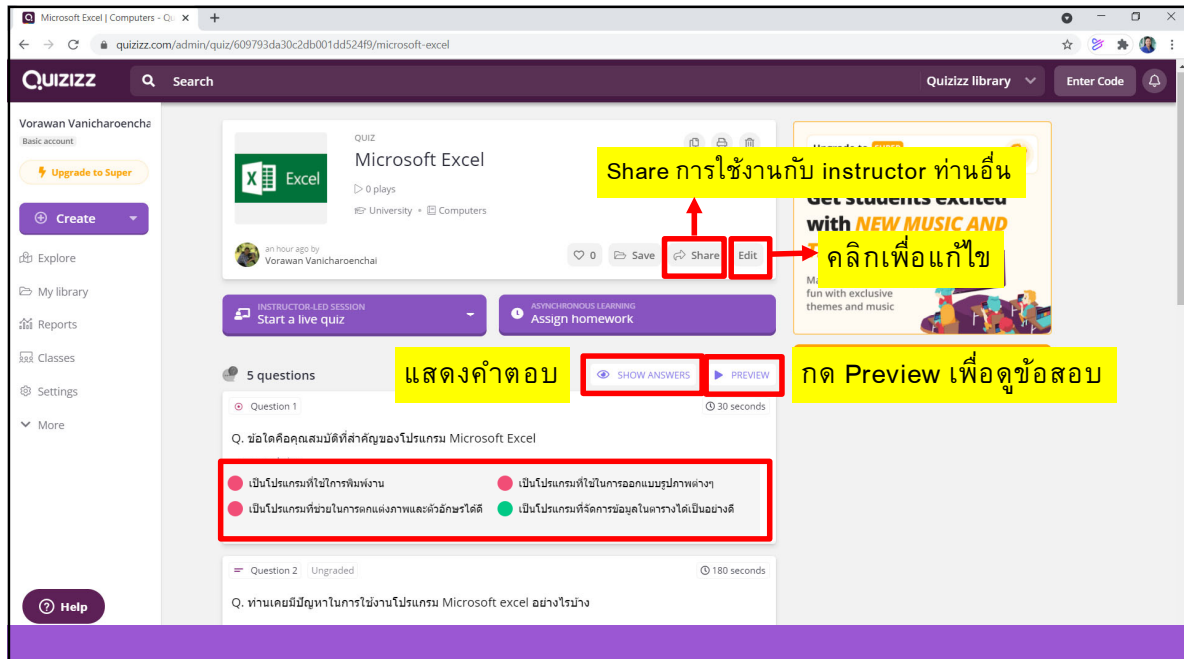 Microsoft Excel | Computers - Qu
quizizz.com/admin/quiz/609793da30c2db001dd524f9/microsoft-excel
QUIZIZZ
Search
Quizizz library
Enter Code
Vorawan Vanicharoencha
Basic account
Upgrade to Super
Create
Explore
My library
Reports
Classes
Settings
More
Help
QUIZ
Microsoft Excel
Excel
0 plays
University • Computers
an hour ago by
Vorawan Vanicharoenchai
0 Save Share Edit
Share การใช้งานกับ instructor ท่านอื่น
คลิกเพื่อแก้ไข
Get students excited
with NEW MUSIC AND
fun with exclusive
themes and music
INSTRUCTOR-LED SESSION
Start a live quiz
ASYNCHRONOUS LEARNING
Assign homework
5 questions
แสดงคำตอบ
SHOW ANSWERS
PREVIEW
กด Preview เพื่อดูข้อสอบ
Question 1
30 seconds
Q. ข้อใดคือคุณสมบัติที่สำคัญของโปรแกรม Microsoft Excel
เป็นโปรแกรมที่ใช้ในการพิมพ์งาน
เป็นโปรแกรมที่ใช้ในการออกแบบรูปภาพต่างๆ
เป็นโปรแกรมที่ช่วยในการตกแต่งภาพและตัวอักษรได้ดี
เป็นโปรแกรมที่จัดการข้อมูลในตารางได้เป็นอย่างดี
Question 2 Ungraded
180 seconds
Q. ท่านเคยมีปัญหาในการใช้งานโปรแกรม Microsoft excel อย่างไรบ้าง